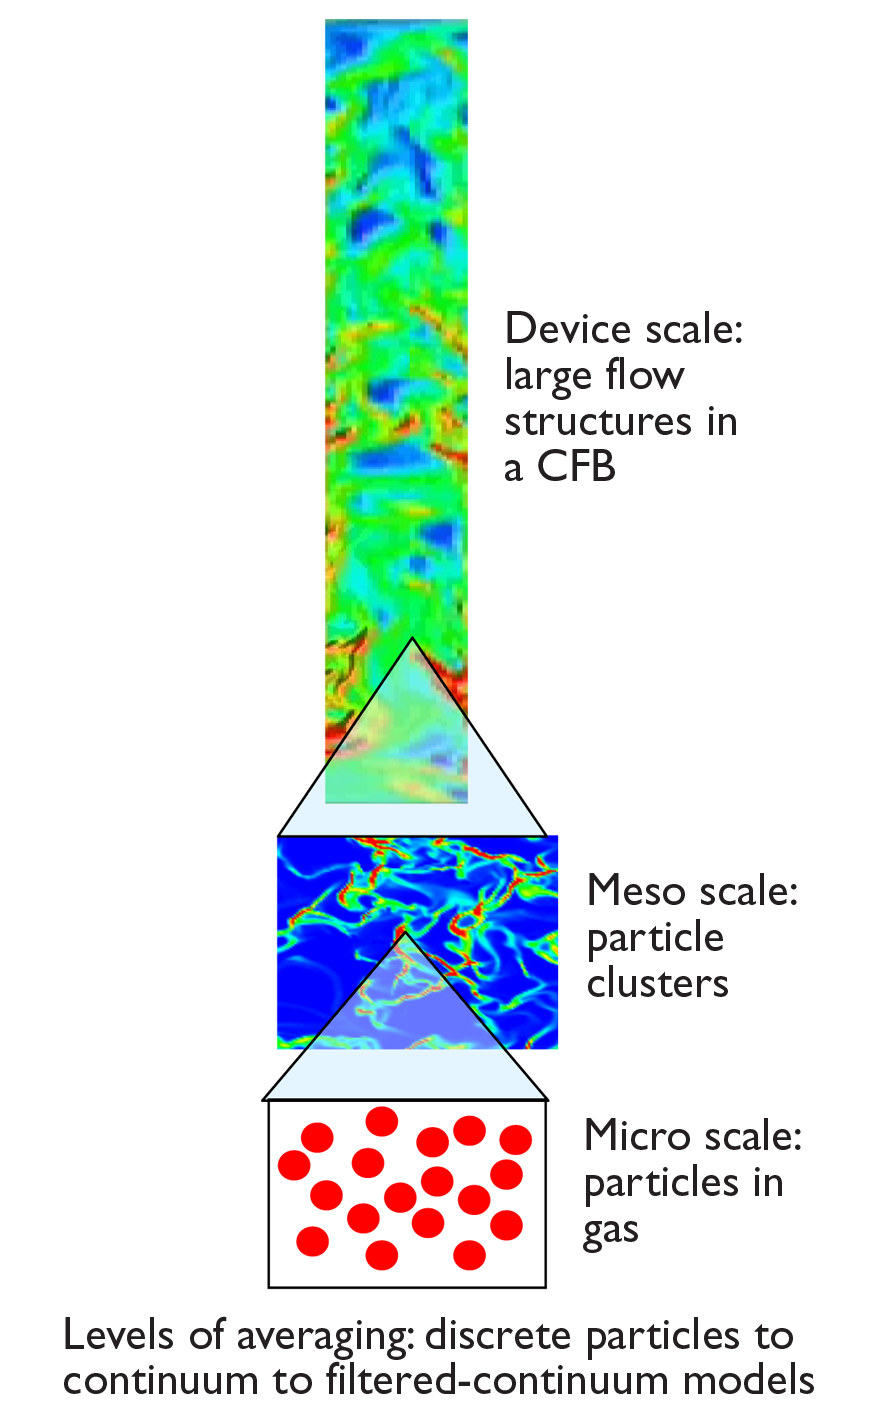 Device scale:
large flow
structures in
a CFB
Meso scale:
particle
clusters
Micro scale:
particles in
gas
Levels of averaging: discrete particles to
continuum to filtered-continuum models